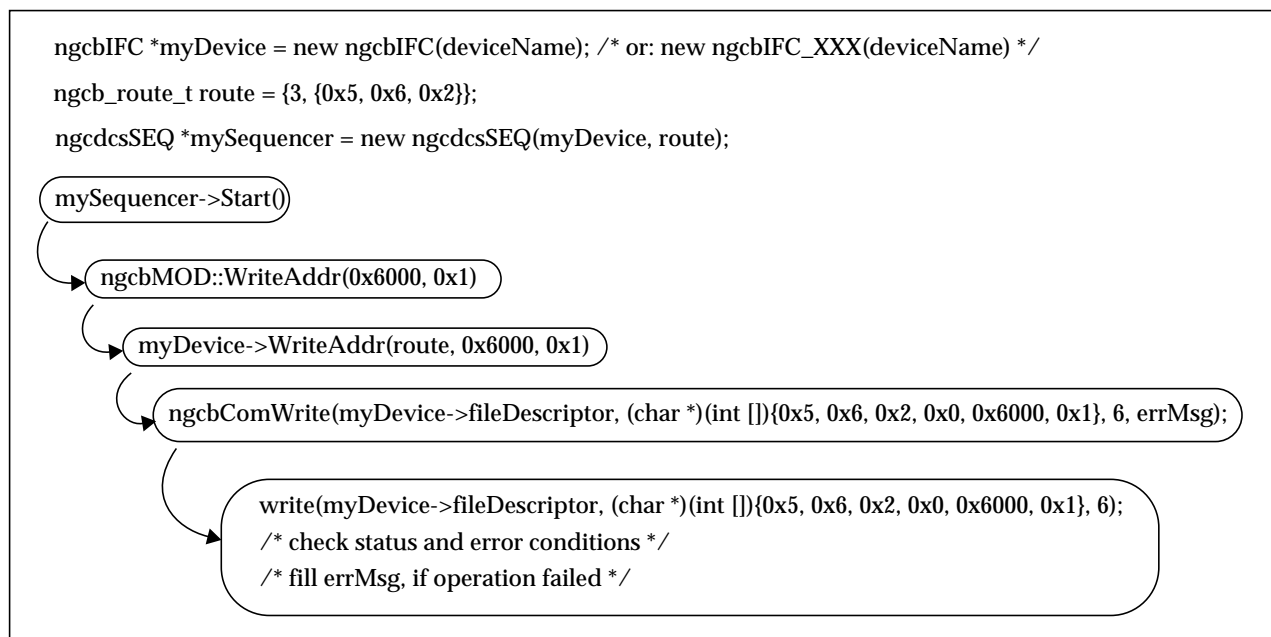 ngcbIFC *myDevice = new ngcbIFC(deviceName); /* or: new ngcbIFC_XXX(deviceName) */
ngcb_route_t route = {3, {0x5, 0x6, 0x2}};
ngcdcsSEQ *mySequencer = new ngcdcsSEQ(myDevice, route);
mySequencer->Start()
ngcbMOD::WriteAddr(0x6000, 0x1)
myDevice->WriteAddr(route, 0x6000, 0x1)
ngcbComWrite(myDevice->fileDescriptor, (char *)(int []){0x5, 0x6, 0x2, 0x0, 0x6000, 0x1}, 6, errMsg);
write(myDevice->fileDescriptor, (char *)(int []){0x5, 0x6, 0x2, 0x0, 0x6000, 0x1}, 6);
/* check status and error conditions */
/* fill errMsg, if operation failed */